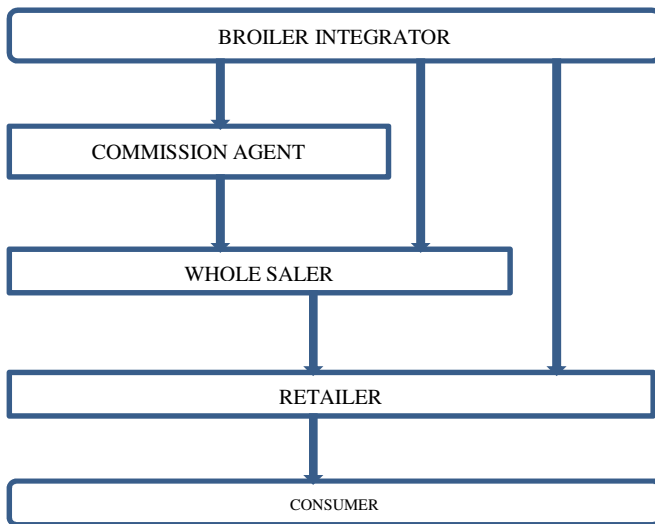 BROILER INTEGRATOR
COMMISSION AGENT
WHOLE SALER
RETAILER
CONSUMER